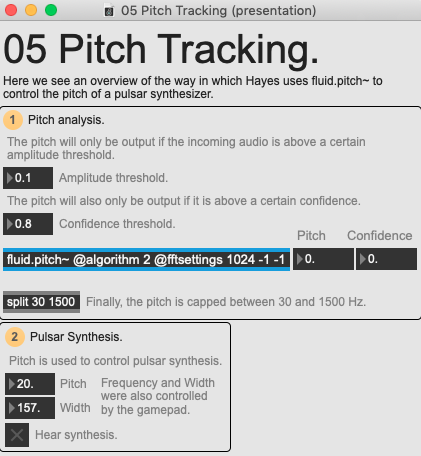 05 Pitch Tracking (presentation)
05 Pitch Tracking.
Here we see an overview of the way in which Hayes uses fluid.pitch~ to
control the pitch of a pulsar synthesizer.
1 Pitch analysis.
The pitch will only be output if the incoming audio is above a certain
amplitude threshold.
0.1 Amplitude threshold.
The pitch will also only be output if it is above a certain confidence.
0.8 Confidence threshold.
Pitch Confidence
fluid.pitch~ @algorithm 2 @fftsettings 1024 -1 -1 0. 0.
split 30 1500 Finally, the pitch is capped between 30 and 1500 Hz.
2 Pulsar Synthesis.
Pitch is used to control pulsar synthesis.
20. Pitch
157. Width
Frequency and Width
were also controlled
by the gamepad.
Hear synthesis.